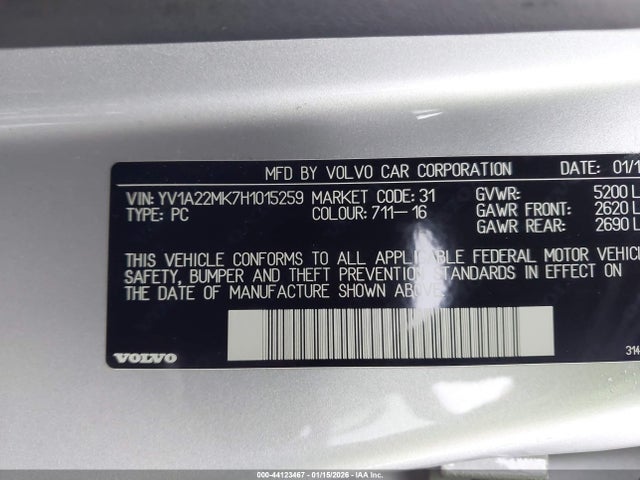 MFD BY VOLVO CAR CORPORATION DATE: 01/1
VIN: YV1A22MK7H1015259 MARKET CODE: 31 GVWR: 5200 L
TYPE: PC COLOUR: 711-16 GAWR FRONT: 2620 L
GAWR REAR: 2690 L
THIS VEHICLE CONFORMS TO ALL APPLICABLE FEDERAL MOTOR VEHIC
SAFETY, BUMPER AND THEFT PREVENTION STANDARDS IN EFFECT ON
THE DATE OF MANUFACTURE SHOWN ABOVE
VOLVO 314
000-44123467 - 01/15/2026 - IAA Inc.